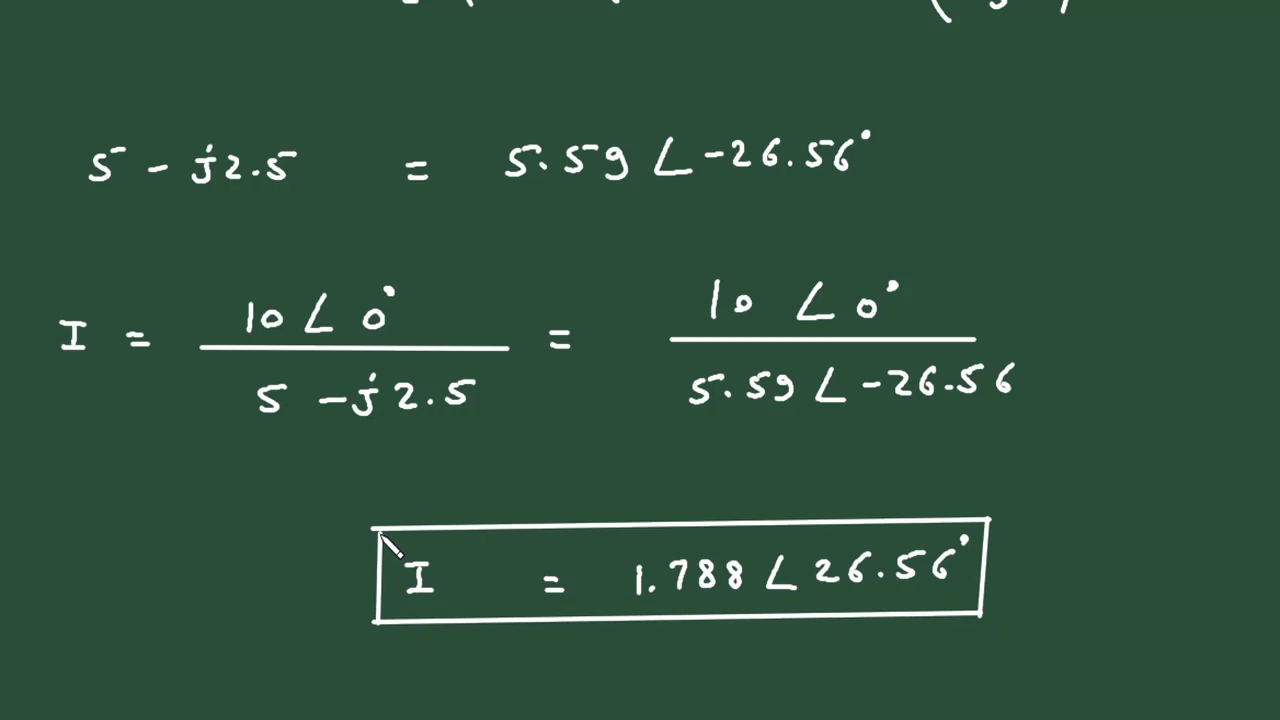 5 - j2.5 = 5.59 ∠ -26.56°
I = 10 ∠ 0° / 5 - j2.5 = 10 ∠ 0° / 5.59 ∠ -26.56
I = 1.788 ∠ 26.56°